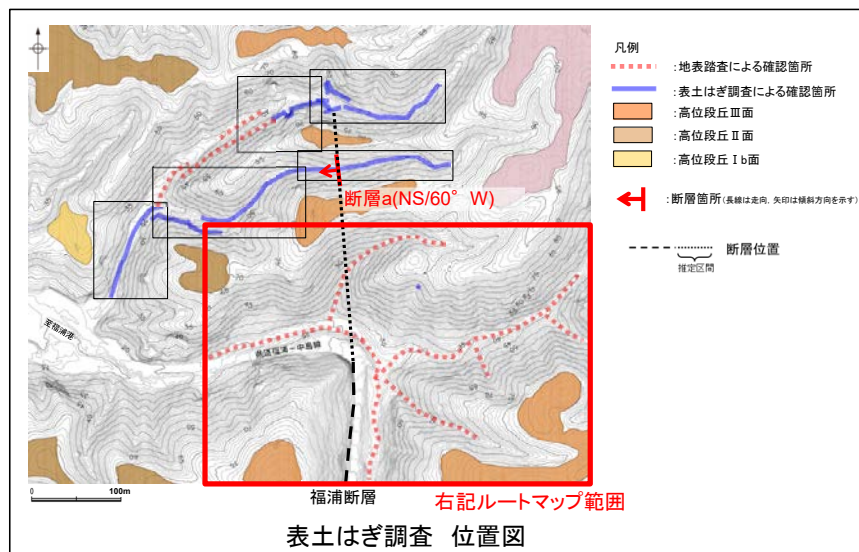 凡例
:地表踏査による確認箇所
:表土はぎ調査による確認箇所
:高位段丘Ⅲ面
:高位段丘Ⅱ面
:高位段丘Ⅰb面
:断層箇所(長線は走向, 矢印は傾斜方向を示す)
断層位置
推定区間
断層a(NS/60°W)
至福浦港
県道福浦-中島線
0 100m
福浦断層
右記ルートマップ範囲
表土はぎ調査 位置図